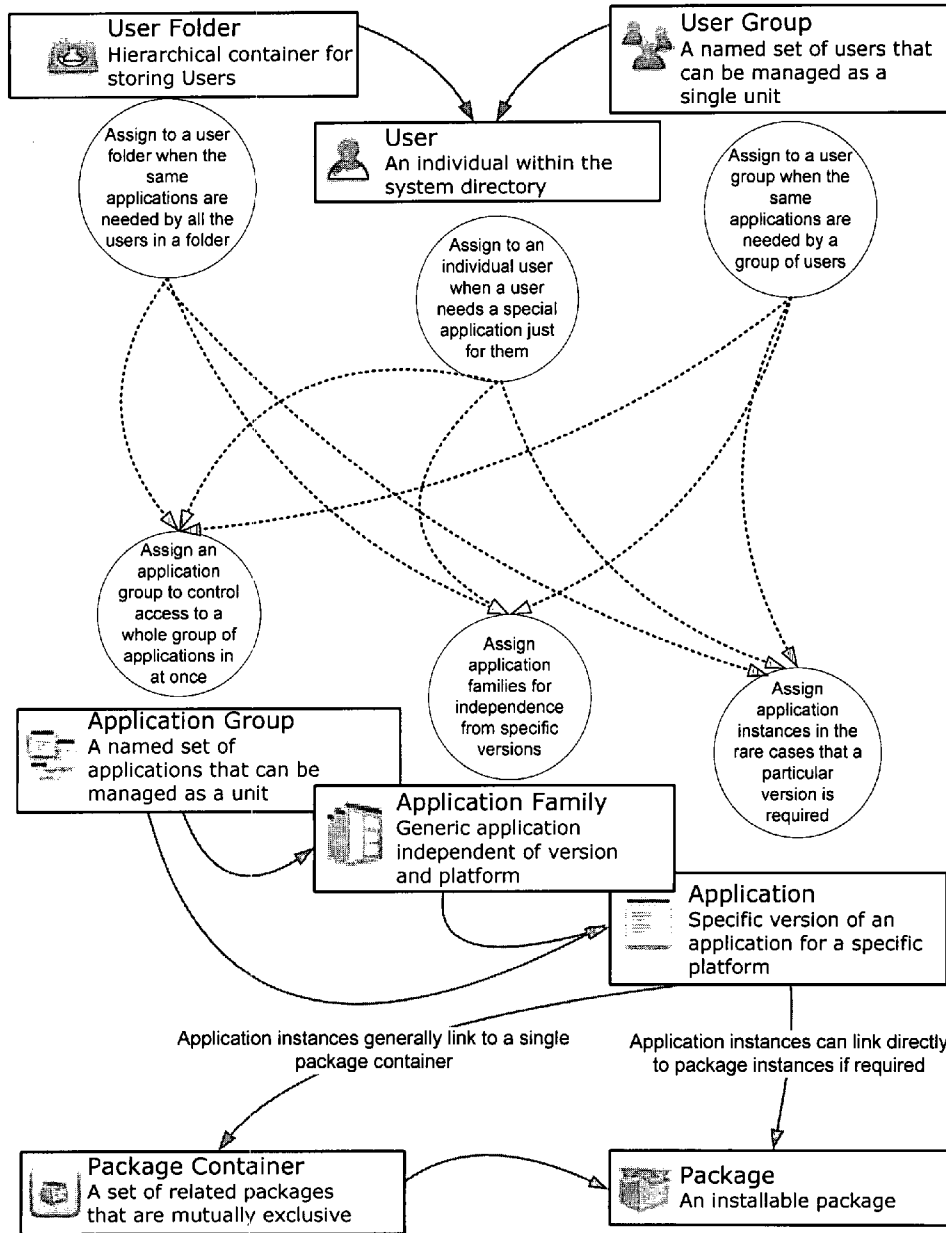 User Folder
Hierarchical container for
storing Users
User Group
A named set of users that
can be managed as a
single unit
User
An individual within the
system directory
Assign to a user
folder when the
same
applications are
needed by all the
users in a folder
Assign to an
individual user
when a user
needs a special
application just
for them
Assign to a user
group when the
same
applications are
needed by a
group of users
Assign an
application
group to control
access to a
whole group of
applications in
at once
Assign
application
families for
independence
from specific
versions
Assign
application
instances in the
rare cases that a
particular
version is
required
Application Group
A named set of
applications that can be
managed as a unit
Application Family
Generic application
independent of version
and platform
Application
Specific version of an
application for a specific
platform
Application instances generally link to a single
package container
Application instances can link directly
to package instances if required
Package Container
A set of related packages
that are mutually exclusive
Package
An installable package